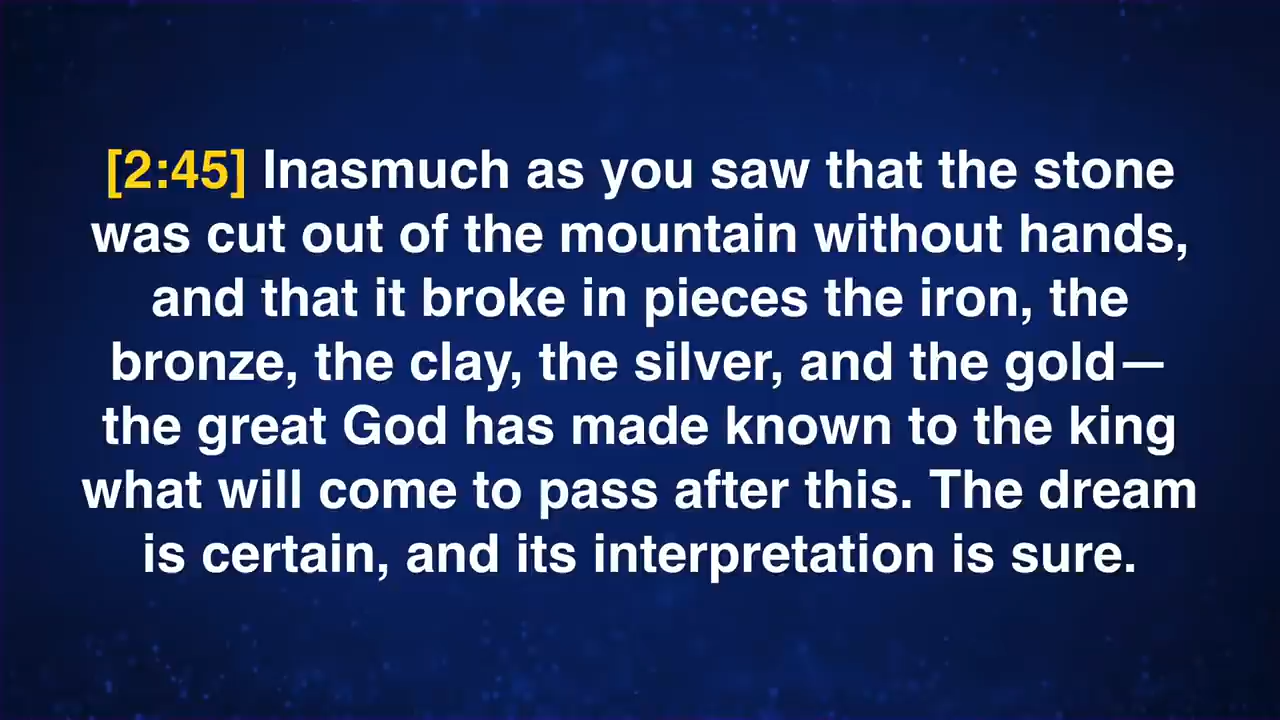 [2:45] Inasmuch as you saw that the stone
was cut out of the mountain without hands,
and that it broke in pieces the iron, the
bronze, the clay, the silver, and the gold—
the great God has made known to the king
what will come to pass after this. The dream
is certain, and its interpretation is sure.